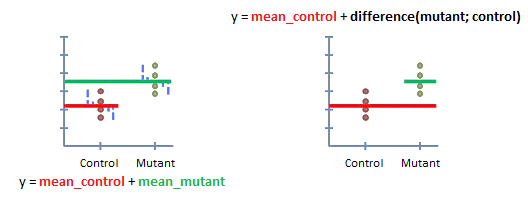 y = mean_control + difference(mutant; control)
Control Mutant
Control Mutant
y = mean_control + mean_mutant